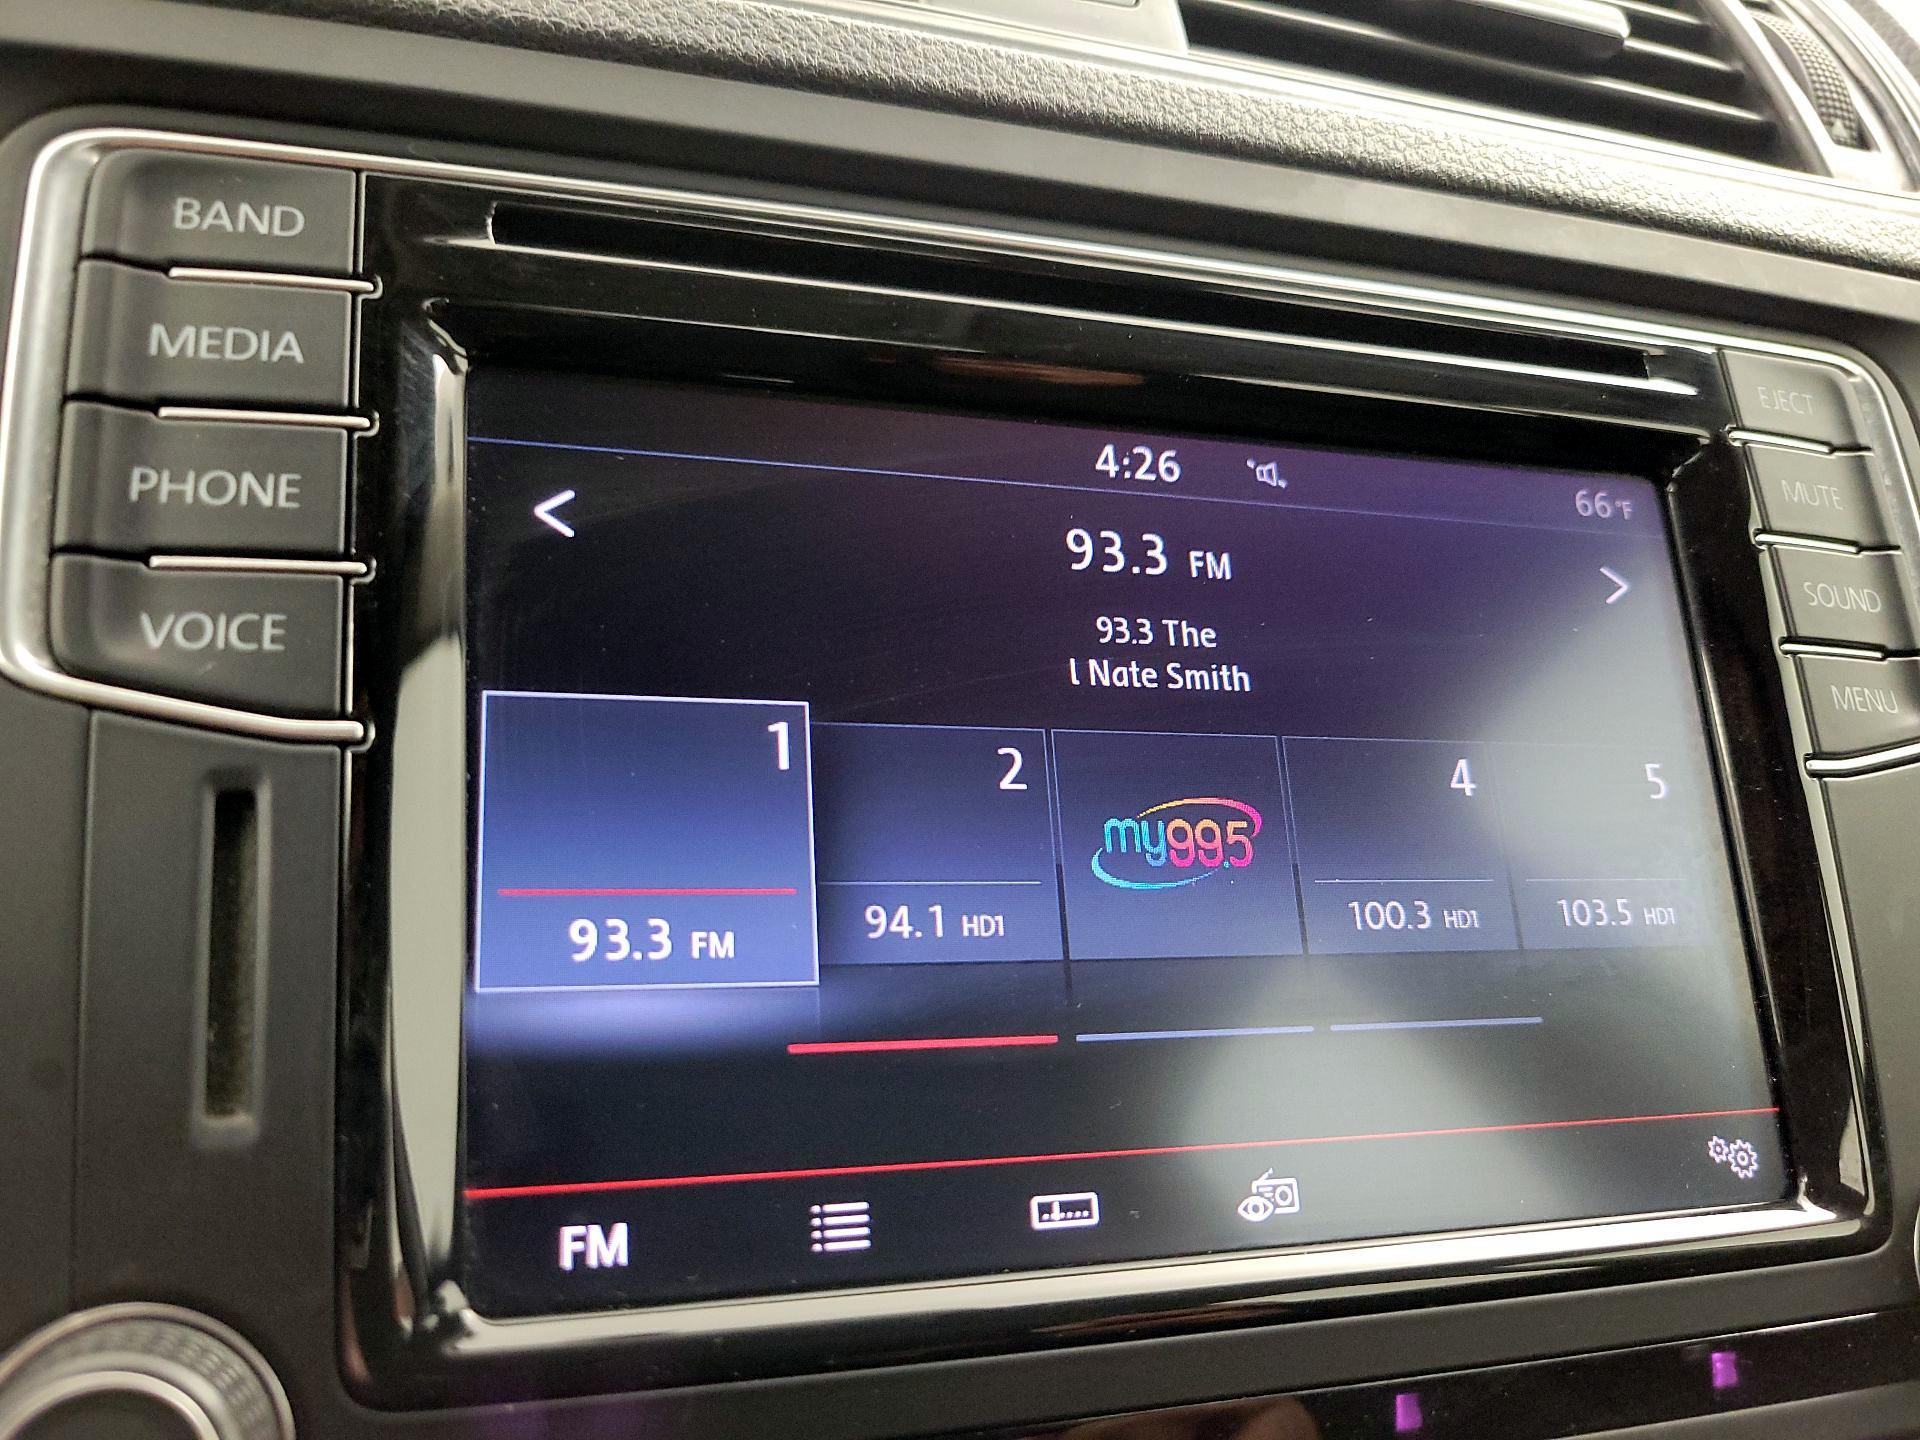 BAND
MEDIA
PHONE
VOICE
EJECT
MUTE
SOUND
MENU
4:26
66°F
<
93.3 FM
>
93.3 The
l Nate Smith
1
93.3 FM
2
94.1 HD1
my99.5
4
100.3 HD1
5
103.5 HD1
FM